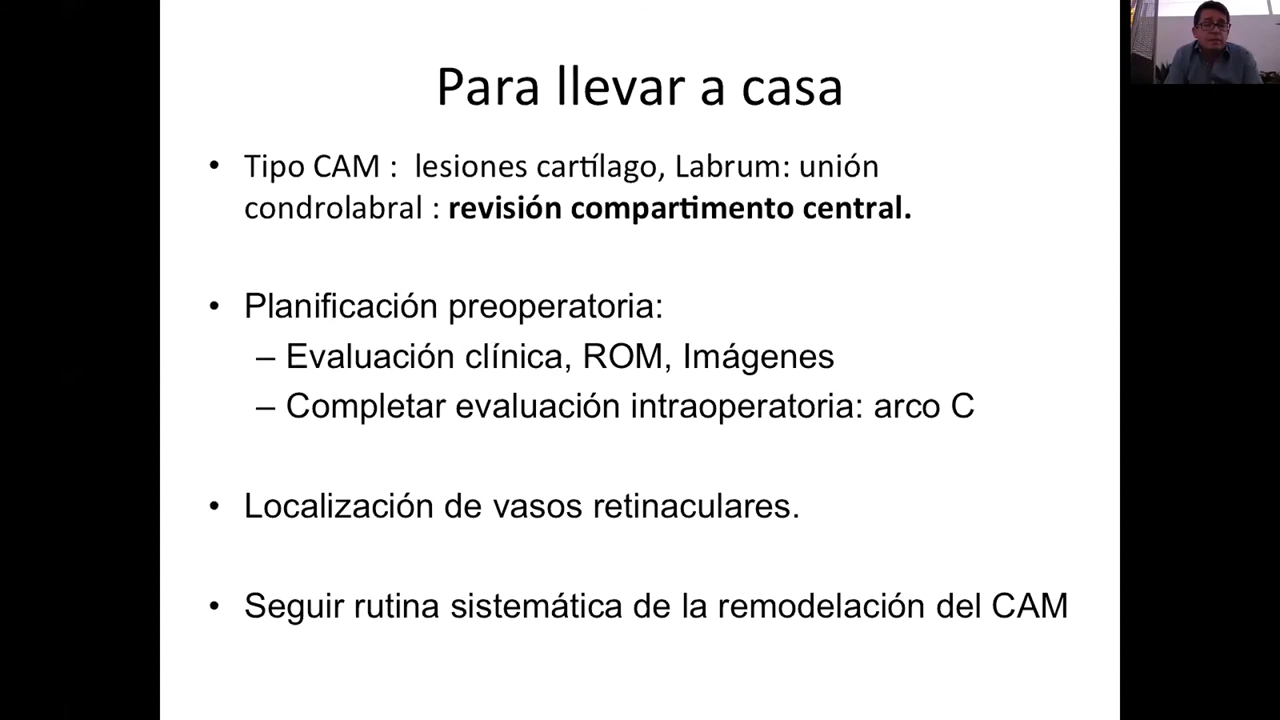 Para llevar a casa
• Tipo CAM :  lesiones cartílago, Labrum: unión
condrolabral : revisión compartimento central.
• Planificación preoperatoria:
– Evaluación clínica, ROM, Imágenes
– Completar evaluación intraoperatoria: arco C
• Localización de vasos retinaculares.
• Seguir rutina sistemática de la remodelación del CAM